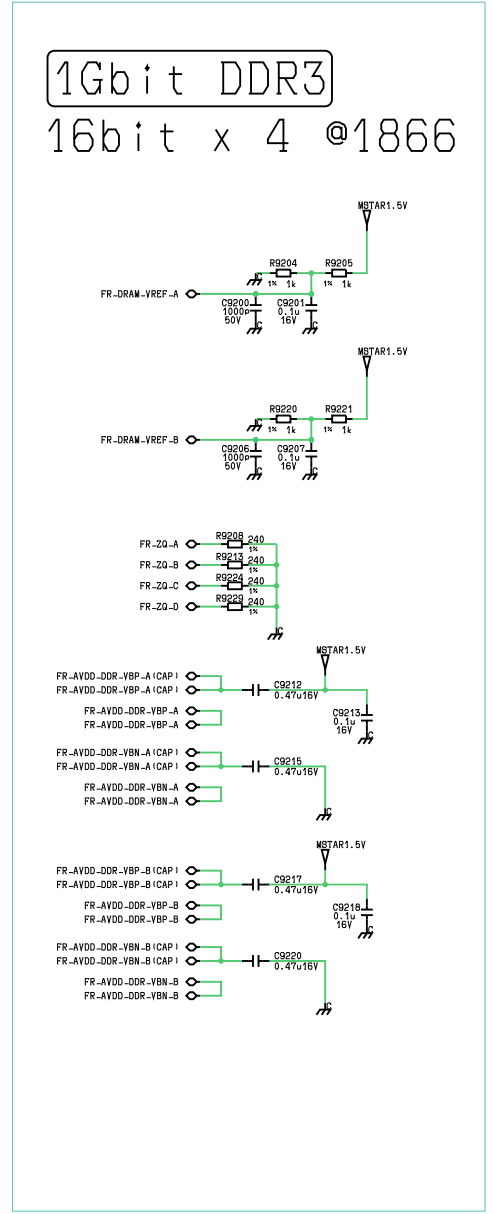 1Gbit DDR3
16bit x 4 @1866
MSTAR1.5V
R9204 R9205
1% 1k 1% 1k
C
FR-DRAM-VREF-A
C9200 C9201
1000p 0.1u
50V 16V
C C
MSTAR1.5V
R9220 R9221
1% 1k 1% 1k
C
FR-DRAM-VREF-B
C9206 C9207
1000p 0.1u
50V 16V
C C
R9208
FR-ZQ-A 240
1%
R9213
FR-ZQ-B 240
1%
R9224
FR-ZQ-C 240
1%
R9229
FR-ZQ-D 240
1%
C
MSTAR1.5V
FR-AVDD-DDR-VBP-A(CAP)
FR-AVDD-DDR-VBP-A(CAP) C9212
0.47u16V
FR-AVDD-DDR-VBP-A
FR-AVDD-DDR-VBP-A
C9213
0.1u
16V
C
FR-AVDD-DDR-VBN-A(CAP)
FR-AVDD-DDR-VBN-A(CAP) C9215
0.47u16V
FR-AVDD-DDR-VBN-A
FR-AVDD-DDR-VBN-A
C
MSTAR1.5V
FR-AVDD-DDR-VBP-B(CAP)
FR-AVDD-DDR-VBP-B(CAP) C9217
0.47u16V
FR-AVDD-DDR-VBP-B
FR-AVDD-DDR-VBP-B
C9218
0.1u
16V
C
FR-AVDD-DDR-VBN-B(CAP)
FR-AVDD-DDR-VBN-B(CAP) C9220
0.47u16V
FR-AVDD-DDR-VBN-B
FR-AVDD-DDR-VBN-B
C